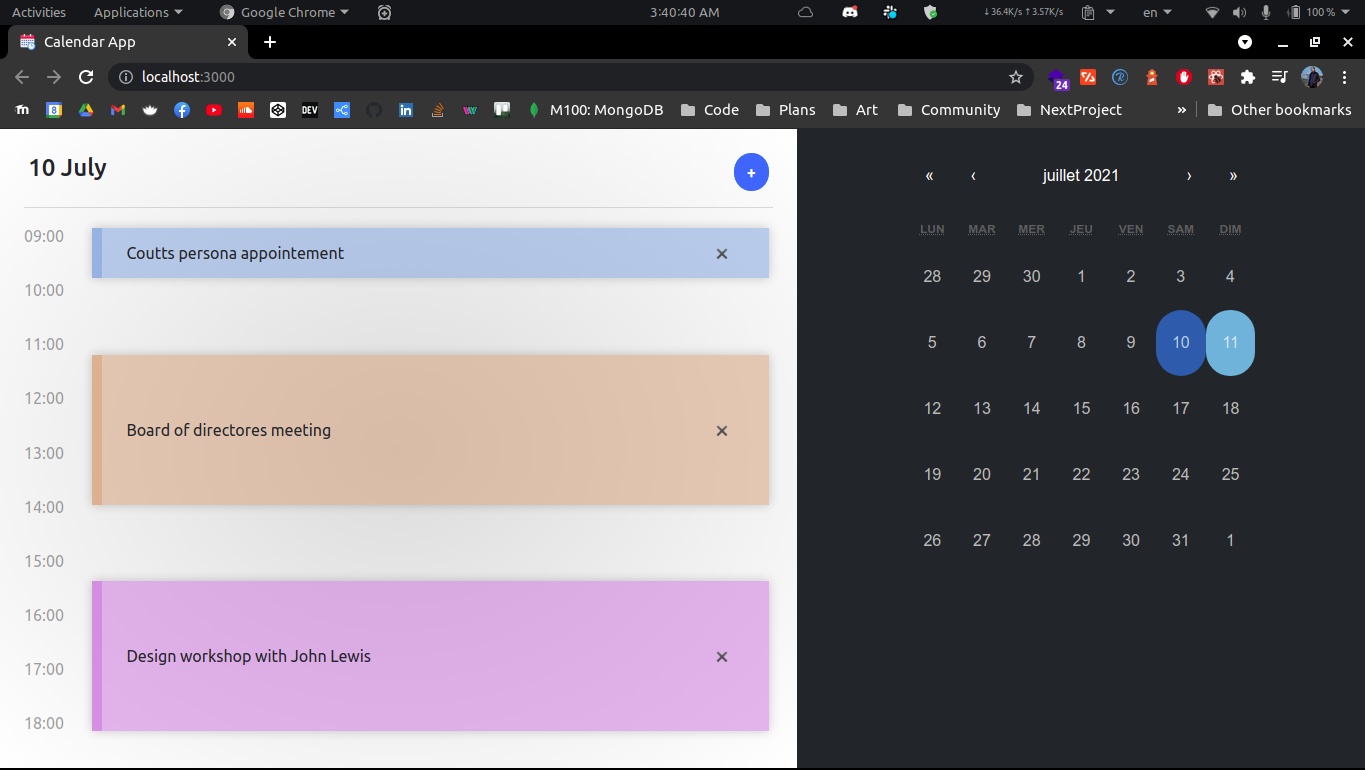 Activities Applications Google Chrome 3:40:40 AM ↓36.4K/s ↑3.57K/s en 100 %
Calendar App
localhost:3000
24
8 DEV M100: MongoDB Code Plans Art Community NextProject » Other bookmarks
10 July
+
09:00
Coutts persona appointement
10:00
11:00
12:00
Board of directores meeting
13:00
14:00
15:00
16:00
Design workshop with John Lewis
17:00
18:00
« ‹ juillet 2021 › »
LUN MAR MER JEU VEN SAM DIM
28 29 30 1 2 3 4
5 6 7 8 9 10 11
12 13 14 15 16 17 18
19 20 21 22 23 24 25
26 27 28 29 30 31 1